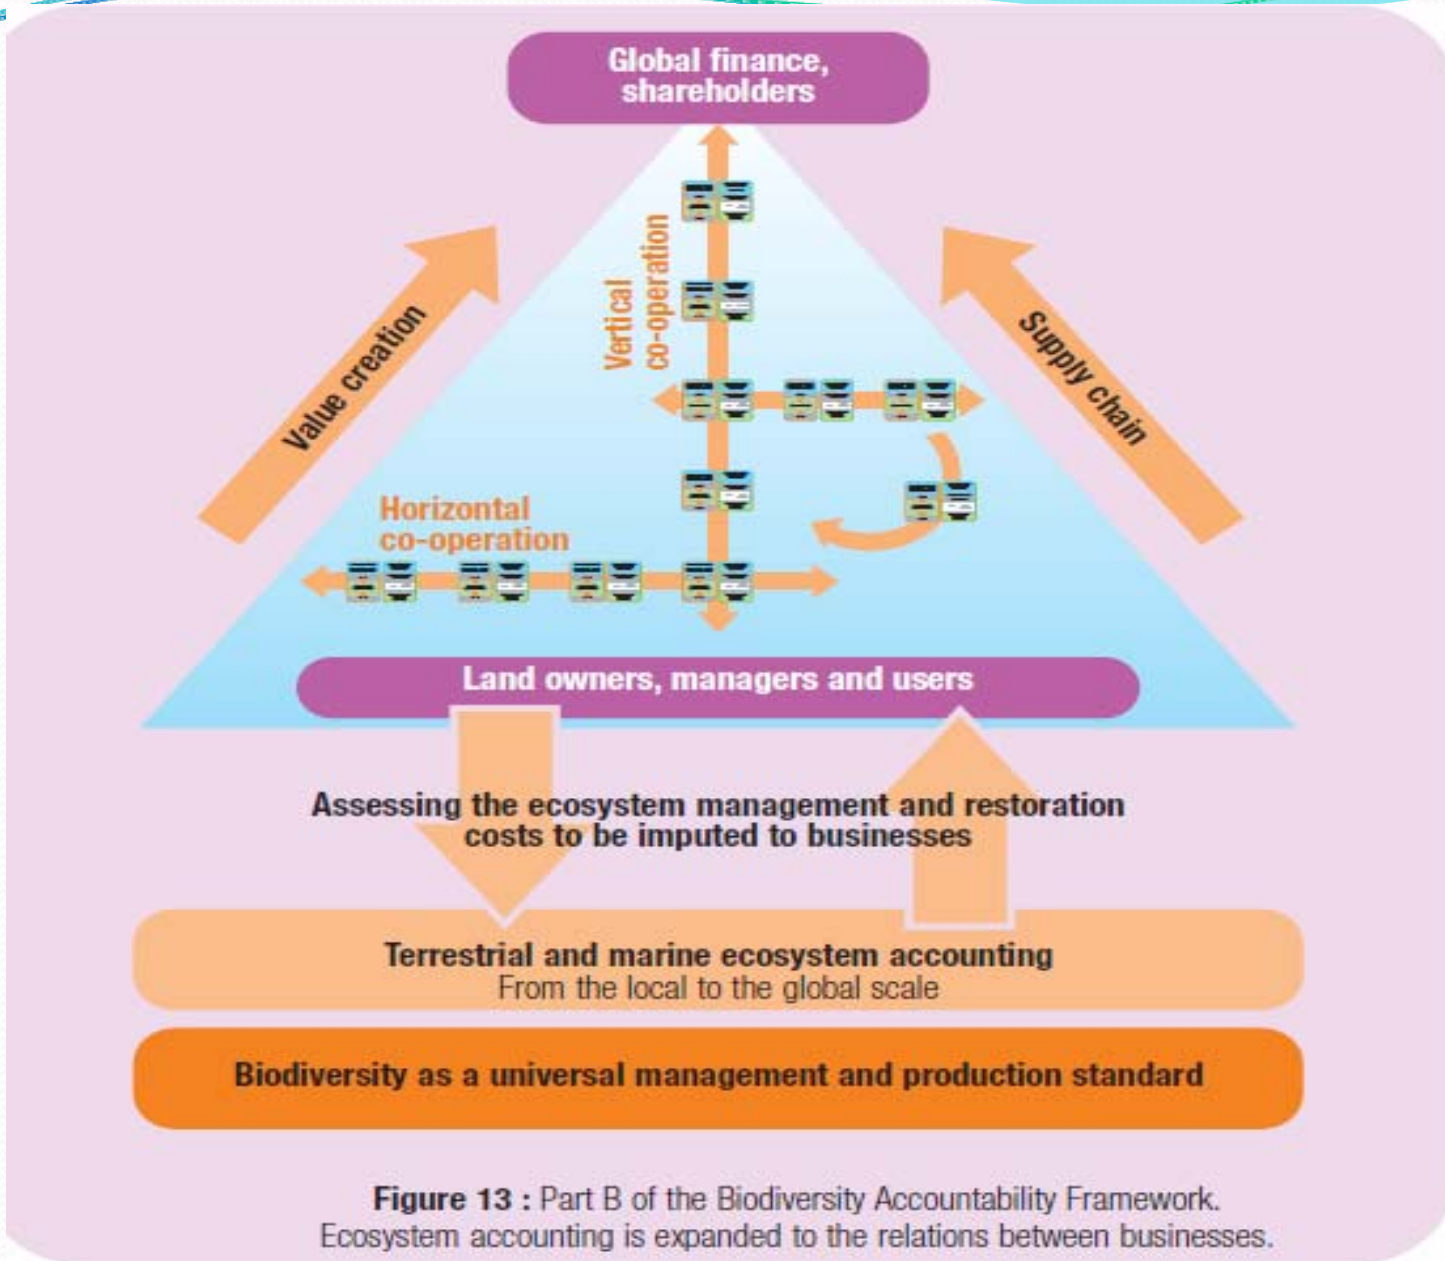 Global finance,
shareholders
Vertical
co-operation
Value creation
Supply chain
Horizontal
co-operation
Land owners, managers and users
Assessing the ecosystem management and restoration
costs to be imputed to businesses
Terrestrial and marine ecosystem accounting
From the local to the global scale
Biodiversity as a universal management and production standard
Figure 13 : Part B of the Biodiversity Accountability Framework.
Ecosystem accounting is expanded to the relations between businesses.